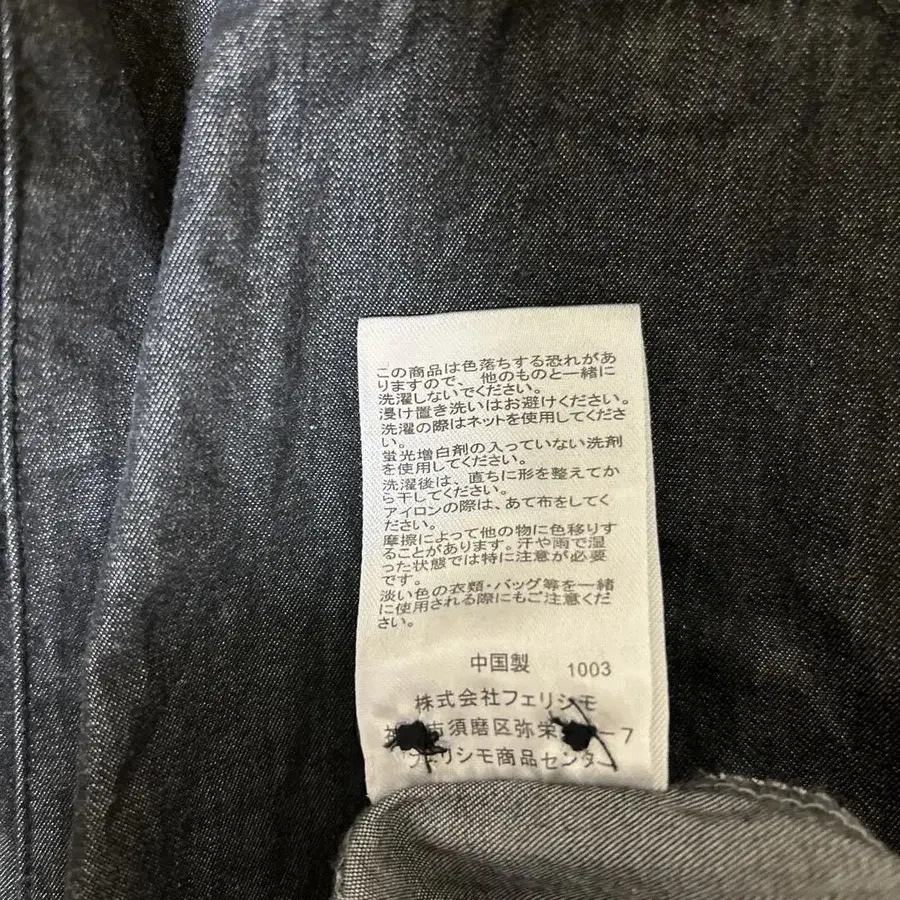 この商品は色落ちする恐れがあ
りますので、他のものと一緒に
洗濯しないでください。
浸け置き洗いはお避けください。
洗濯の際はネットを使用してくださ
い。
蛍光増白剤の入っていない洗剤
を使用してください。
洗濯後は、直ちに形を整えてか
ら干してください。
アイロンの際は、あて布をしてく
ださい。
摩擦によって他の物に色移りす
ることがあります。汗や雨で湿
った状態では特に注意が必要
です。
淡い色の衣類・バッグ等を一緒
に使用される際にもご注意くだ
さい。
中国製 1003
株式会社フェリシモ
市須磨区弥栄 ー7
フェリシモ商品センター